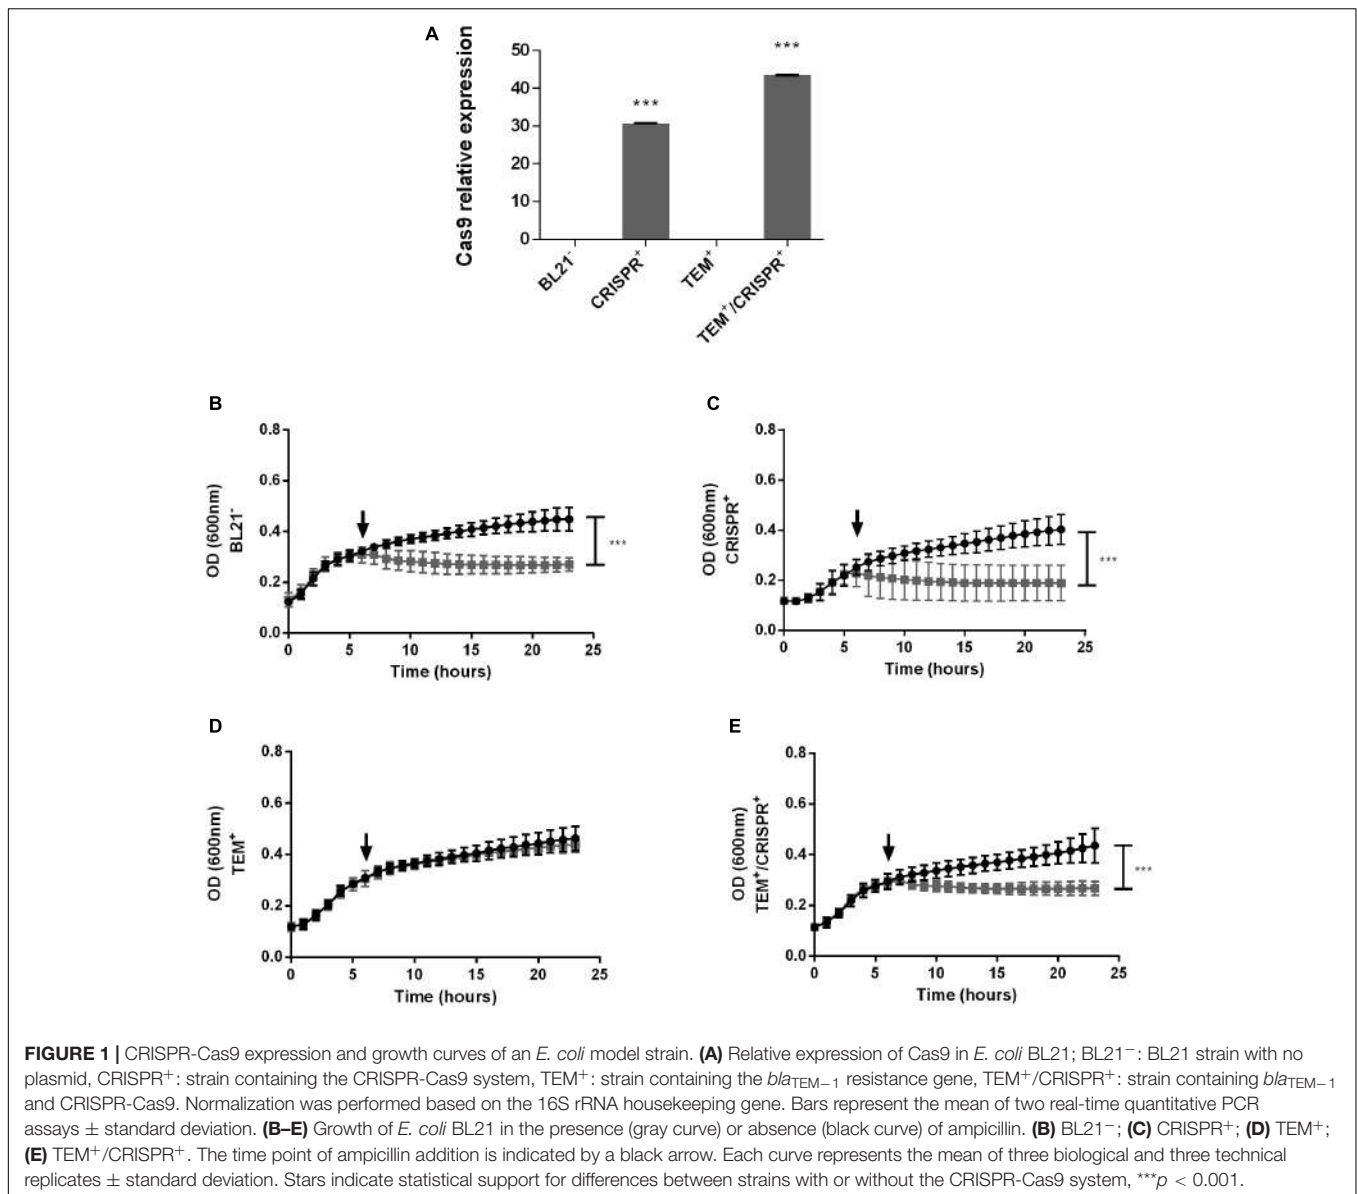 A
Cas9 relative expression
50
40
30
20
10
0
***
***
BL21⁻
CRISPR⁺
TEM⁺
TEM⁺/CRISPR⁺
B
OD (600nm)
BL21⁻
0.8
0.6
0.4
0.2
0.0
***
0 5 10 15 20 25
Time (hours)
C
OD (600nm)
CRISPR⁺
0.8
0.6
0.4
0.2
0.0
***
0 5 10 15 20 25
Time (hours)
D
OD (600nm)
TEM⁺
0.8
0.6
0.4
0.2
0.0
0 5 10 15 20 25
Time (hours)
E
OD (600nm)
TEM⁺/CRISPR⁺
0.8
0.6
0.4
0.2
0.0
***
0 5 10 15 20 25
Time (hours)
FIGURE 1 | CRISPR-Cas9 expression and growth curves of an E. coli model strain. (A) Relative expression of Cas9 in E. coli BL21; BL21⁻: BL21 strain with no
plasmid, CRISPR⁺: strain containing the CRISPR-Cas9 system, TEM⁺: strain containing the blaTEM−1 resistance gene, TEM⁺/CRISPR⁺: strain containing blaTEM−1
and CRISPR-Cas9. Normalization was performed based on the 16S rRNA housekeeping gene. Bars represent the mean of two real-time quantitative PCR
assays ± standard deviation. (B–E) Growth of E. coli BL21 in the presence (gray curve) or absence (black curve) of ampicillin. (B) BL21⁻; (C) CRISPR⁺; (D) TEM⁺;
(E) TEM⁺/CRISPR⁺. The time point of ampicillin addition is indicated by a black arrow. Each curve represents the mean of three biological and three technical
replicates ± standard deviation. Stars indicate statistical support for differences between strains with or without the CRISPR-Cas9 system, ***p < 0.001.